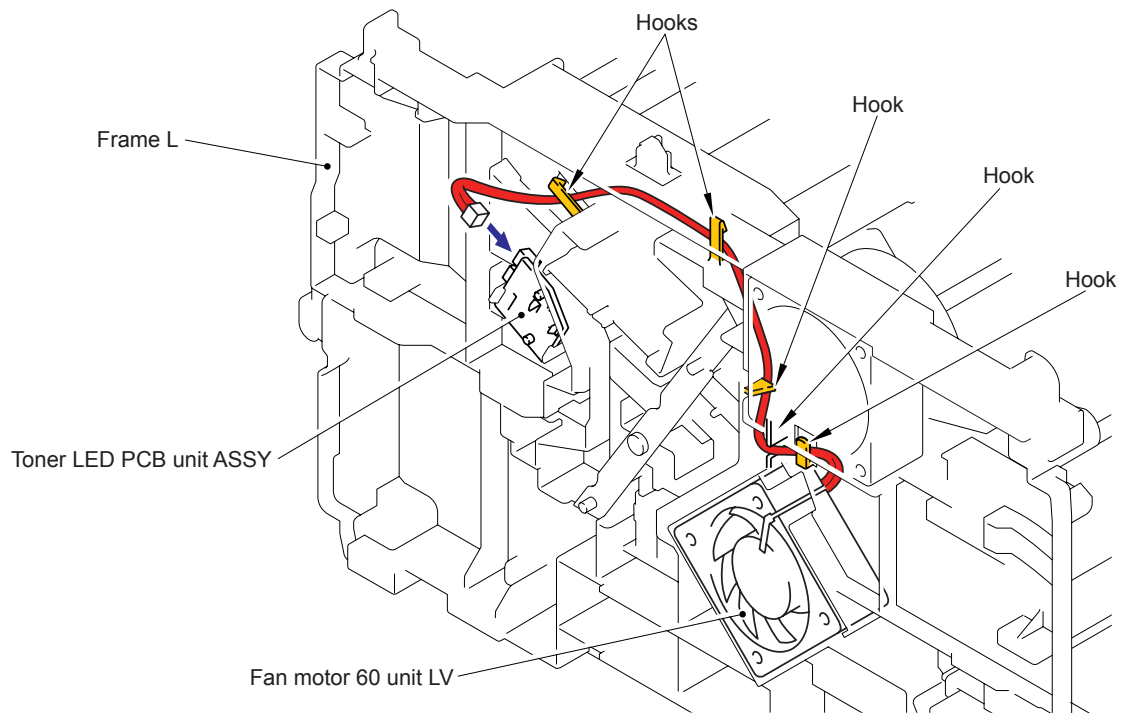 Hooks
Hook
Frame L
Hook
Hook
Toner LED PCB unit ASSY
Fan motor 60 unit LV